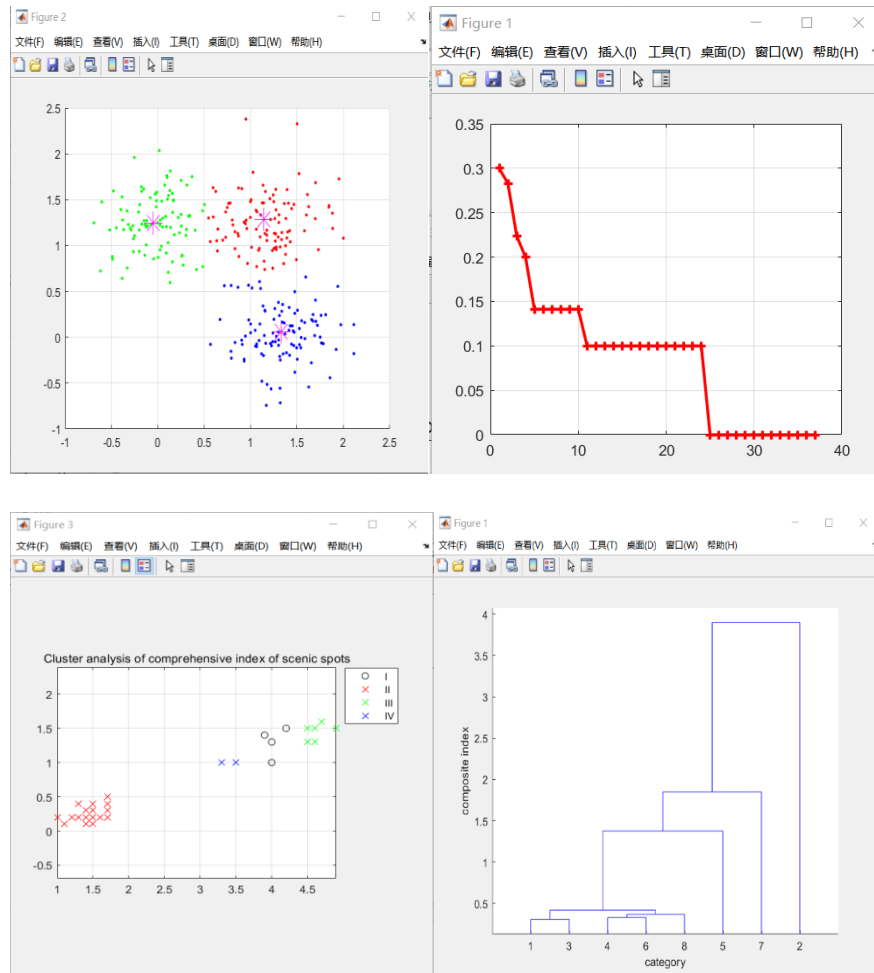 Figure 2
文件(F) 编辑(E) 查看(V) 插入(I) 工具(T) 桌面(D) 窗口(W) 帮助(H)
2.5
2
1.5
1
0.5
0
-0.5
-1
-1 -0.5 0 0.5 1 1.5 2 2.5
Figure 1
文件(F) 编辑(E) 查看(V) 插入(I) 工具(T) 桌面(D) 窗口(W) 帮助(H)
0.35
0.3
0.25
0.2
0.15
0.1
0.05
0
0 10 20 30 40
Figure 3
文件(F) 编辑(E) 查看(V) 插入(I) 工具(T) 桌面(D) 窗口(W) 帮助(H)
Cluster analysis of comprehensive index of scenic spots
I
II
III
IV
2
1.5
1
0.5
0
-0.5
1 1.5 2 2.5 3 3.5 4 4.5
Figure 1
文件(F) 编辑(E) 查看(V) 插入(I) 工具(T) 桌面(D) 窗口(W) 帮助(H)
4
3.5
3
2.5
2
1.5
1
0.5
composite index
1 3 4 6 8 5 7 2
category